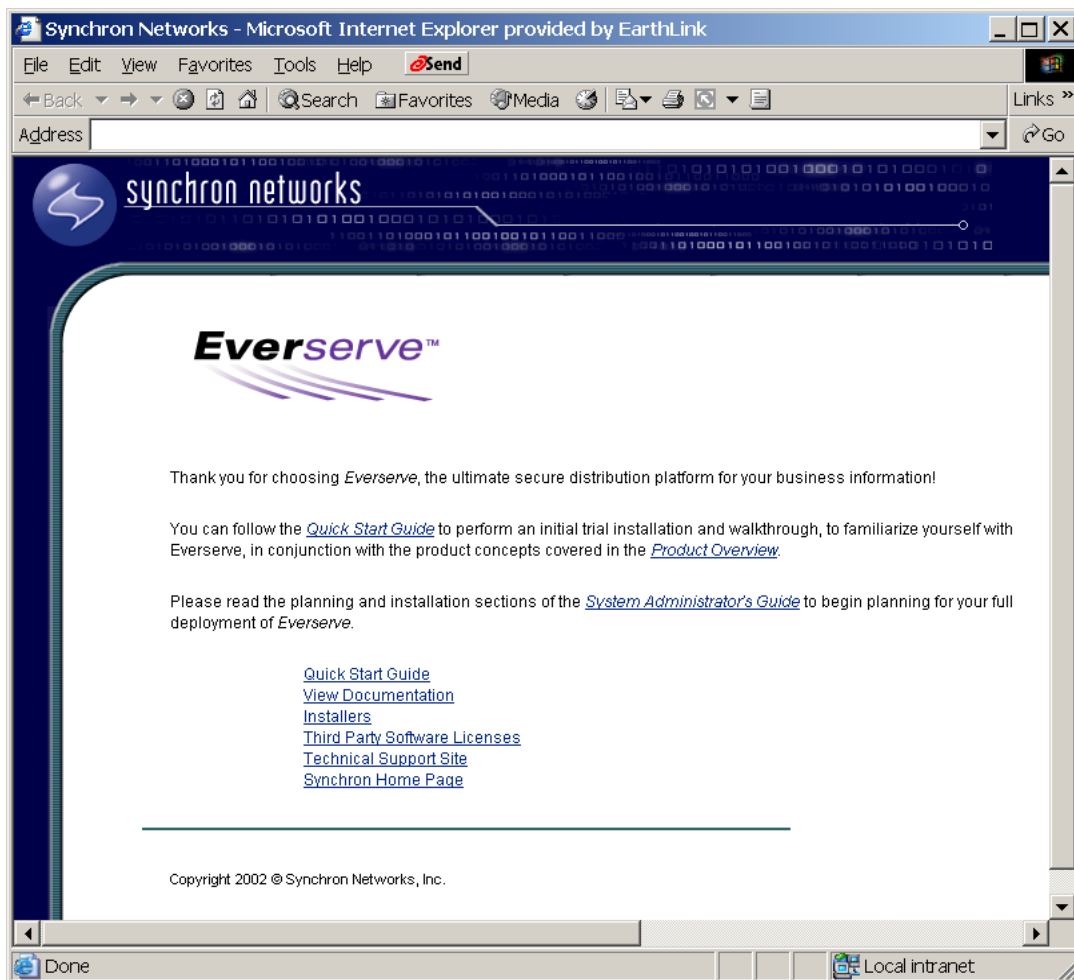 Synchron Networks - Microsoft Internet Explorer provided by EarthLink
File Edit View Favorites Tools Help eSend
Back Search Favorites Media Links »
Address Go
synchron networks
Everserve™
Thank you for choosing Everserve, the ultimate secure distribution platform for your business information!
You can follow the Quick Start Guide to perform an initial trial installation and walkthrough, to familiarize yourself with
Everserve, in conjunction with the product concepts covered in the Product Overview.
Please read the planning and installation sections of the System Administrator's Guide to begin planning for your full
deployment of Everserve.
Quick Start Guide
View Documentation
Installers
Third Party Software Licenses
Technical Support Site
Synchron Home Page
Copyright 2002 © Synchron Networks, Inc.
Done Local intranet